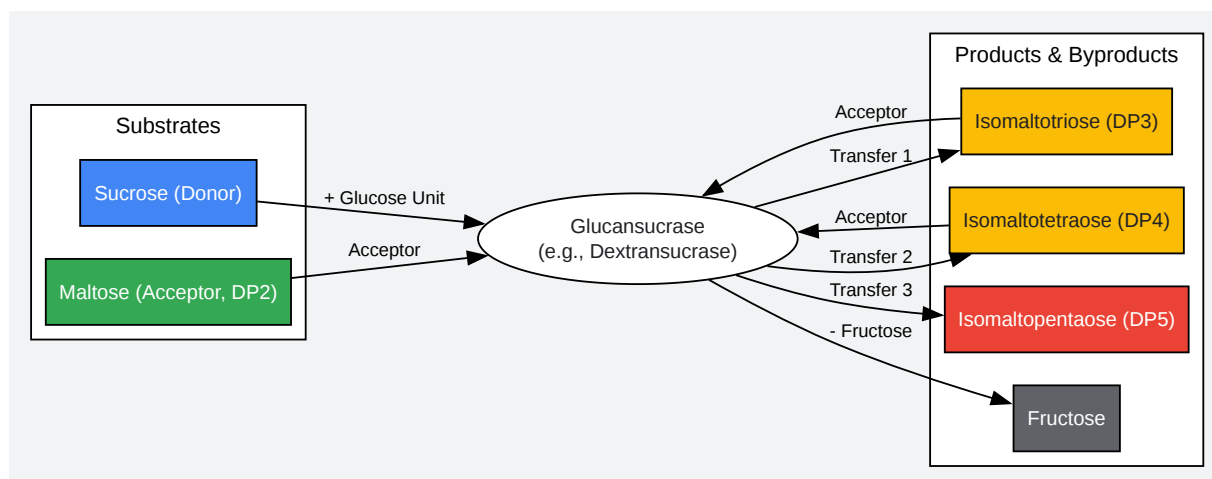 Substrates
Sucrose (Donor)
Maltose (Acceptor, DP2)
+ Glucose Unit
Acceptor
Glucansucrase
(e.g., Dextransucrase)
Acceptor
Transfer 1
Acceptor
Transfer 2
Transfer 3
- Fructose
Products & Byproducts
Isomaltotriose (DP3)
Isomaltotetraose (DP4)
Isomaltopentaose (DP5)
Fructose